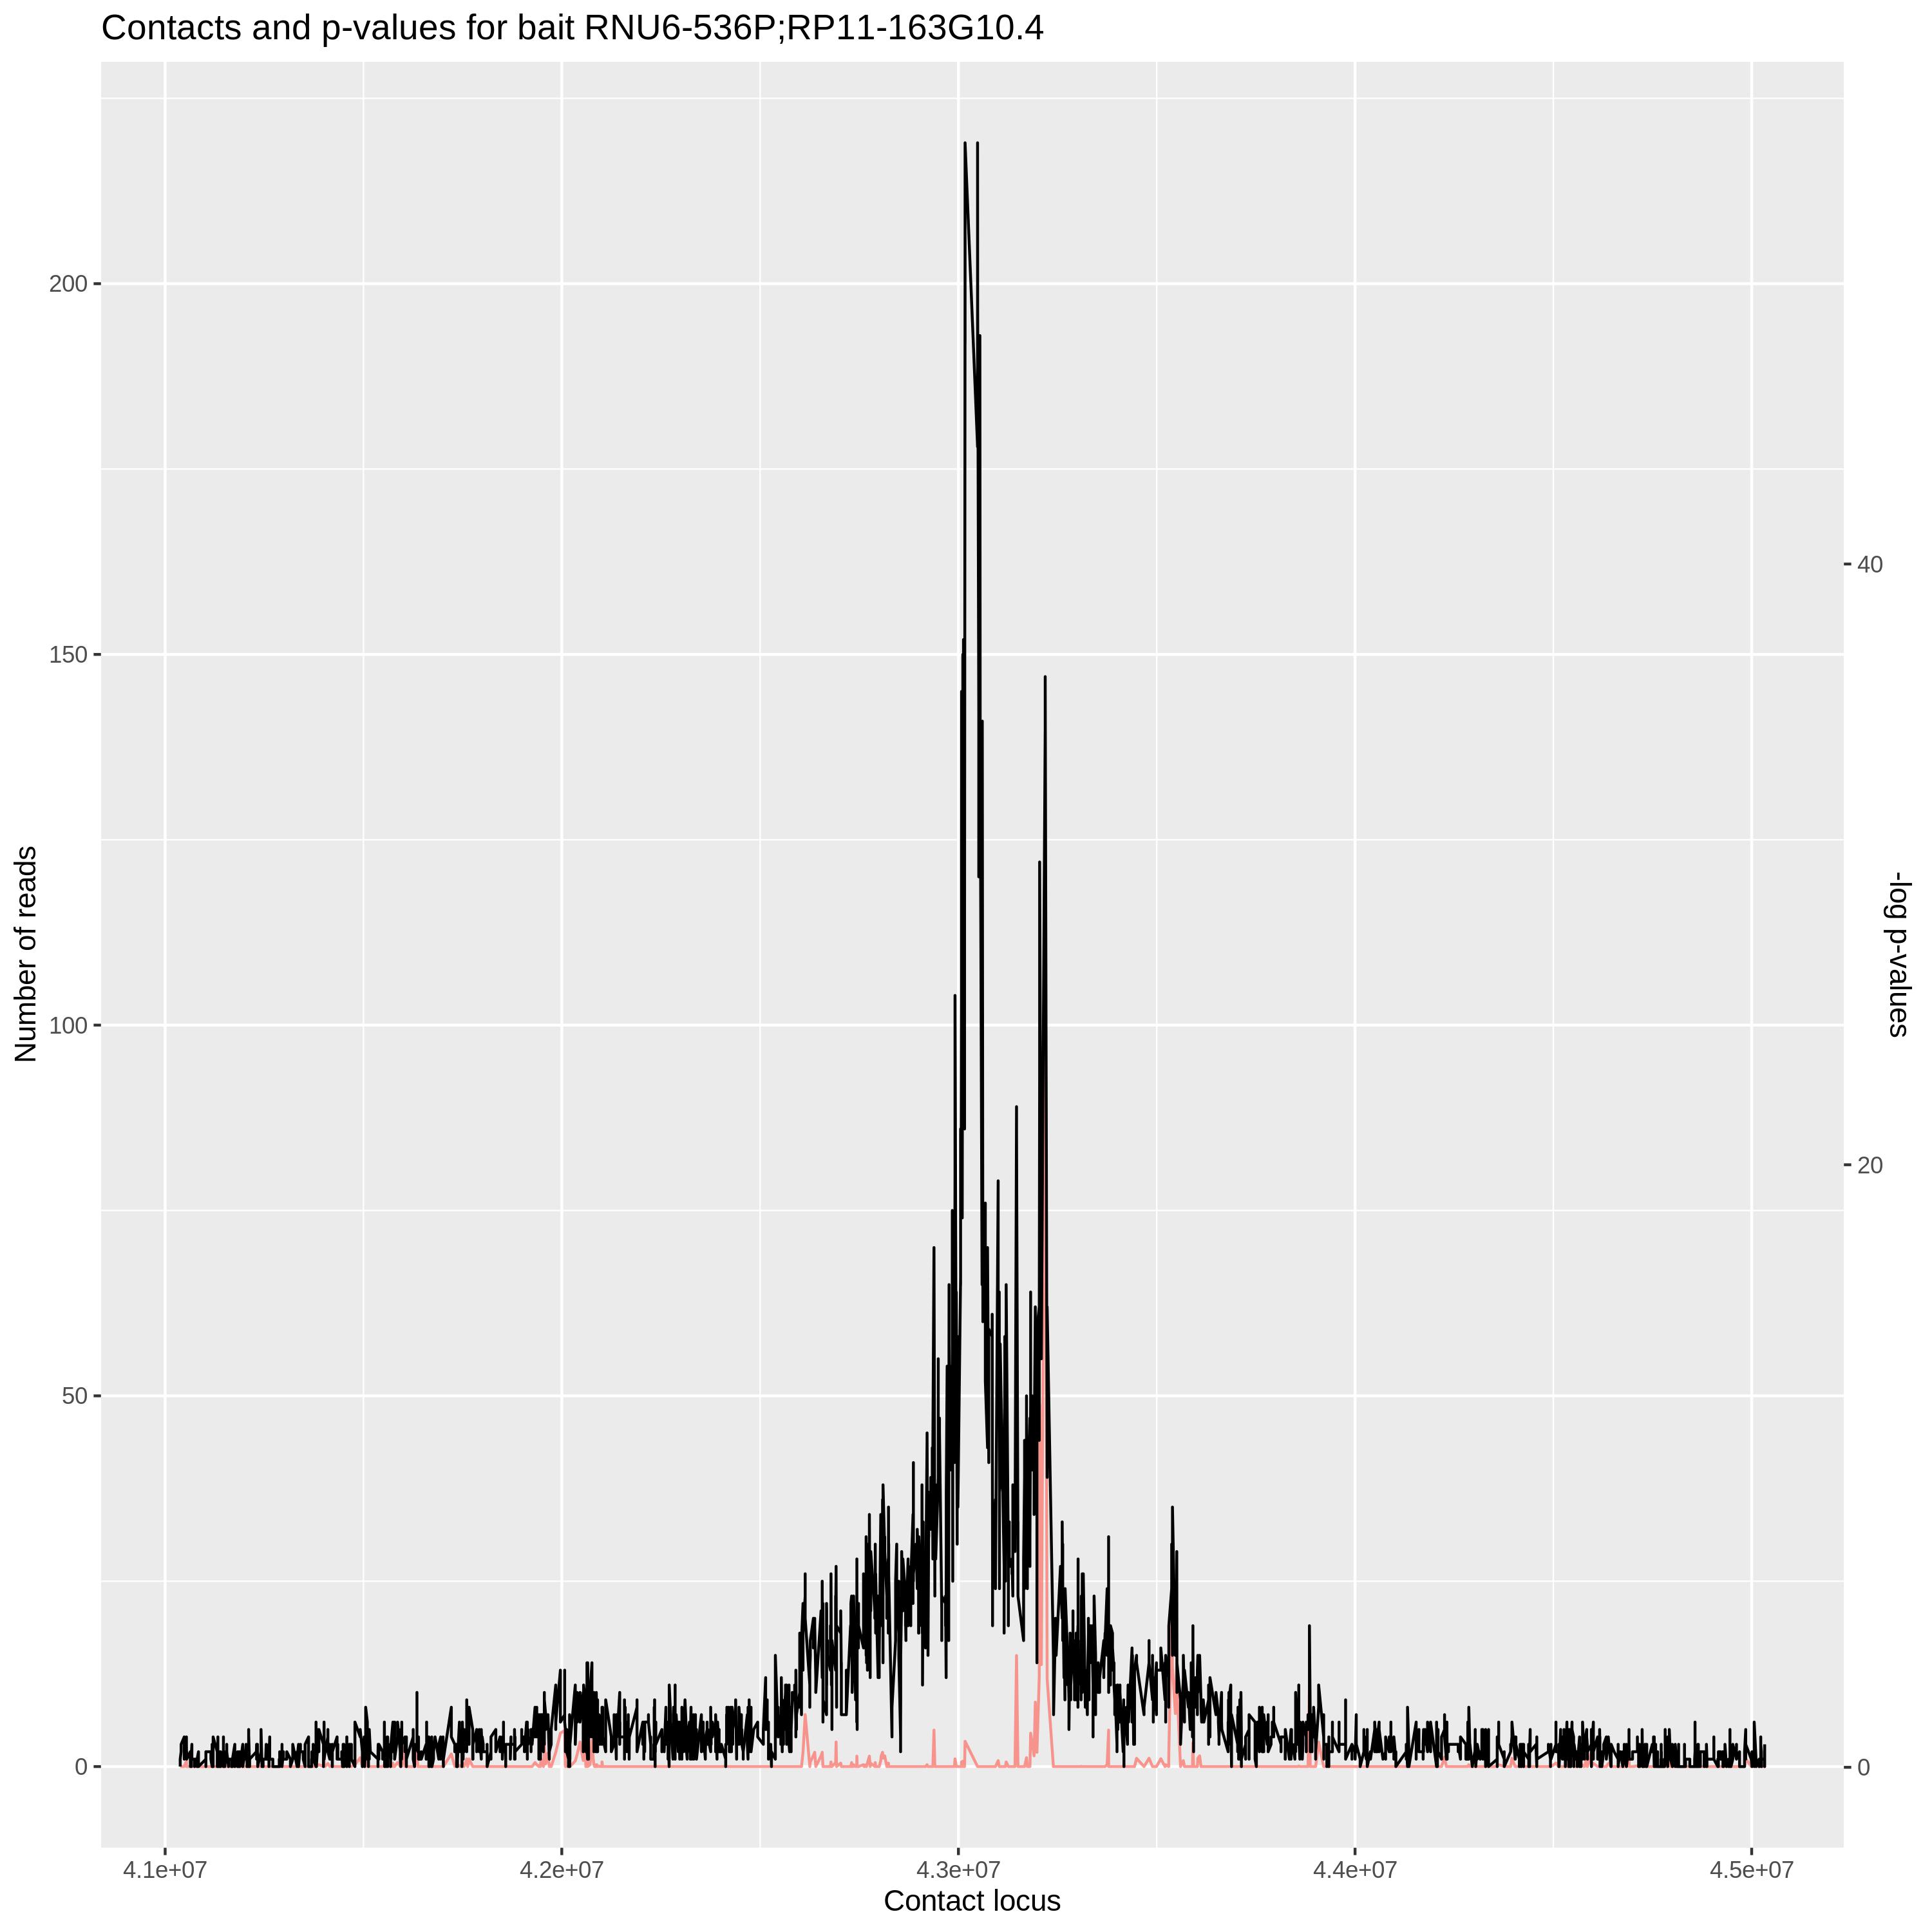 Contacts and p-values for bait RNU6-536P;RP11-163G10.4
200
150
100
50
0
Number of reads
40
20
0
-log p-values
4.1e+07 4.2e+07 4.3e+07 4.4e+07 4.5e+07
Contact locus